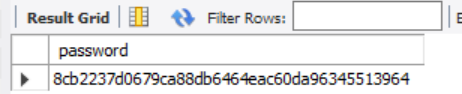 Result Grid Filter Rows: E
password
8cb2237d0679ca88db6464eac60da96345513964